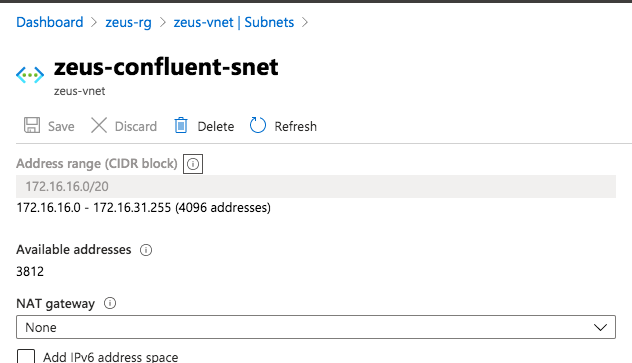 Dashboard > zeus-rg > zeus-vnet | Subnets >
zeus-confluent-snet
zeus-vnet
Save Discard Delete Refresh
Address range (CIDR block)
172.16.16.0/20
172.16.16.0 - 172.16.31.255 (4096 addresses)
Available addresses
3812
NAT gateway
None
Add IPv6 address space